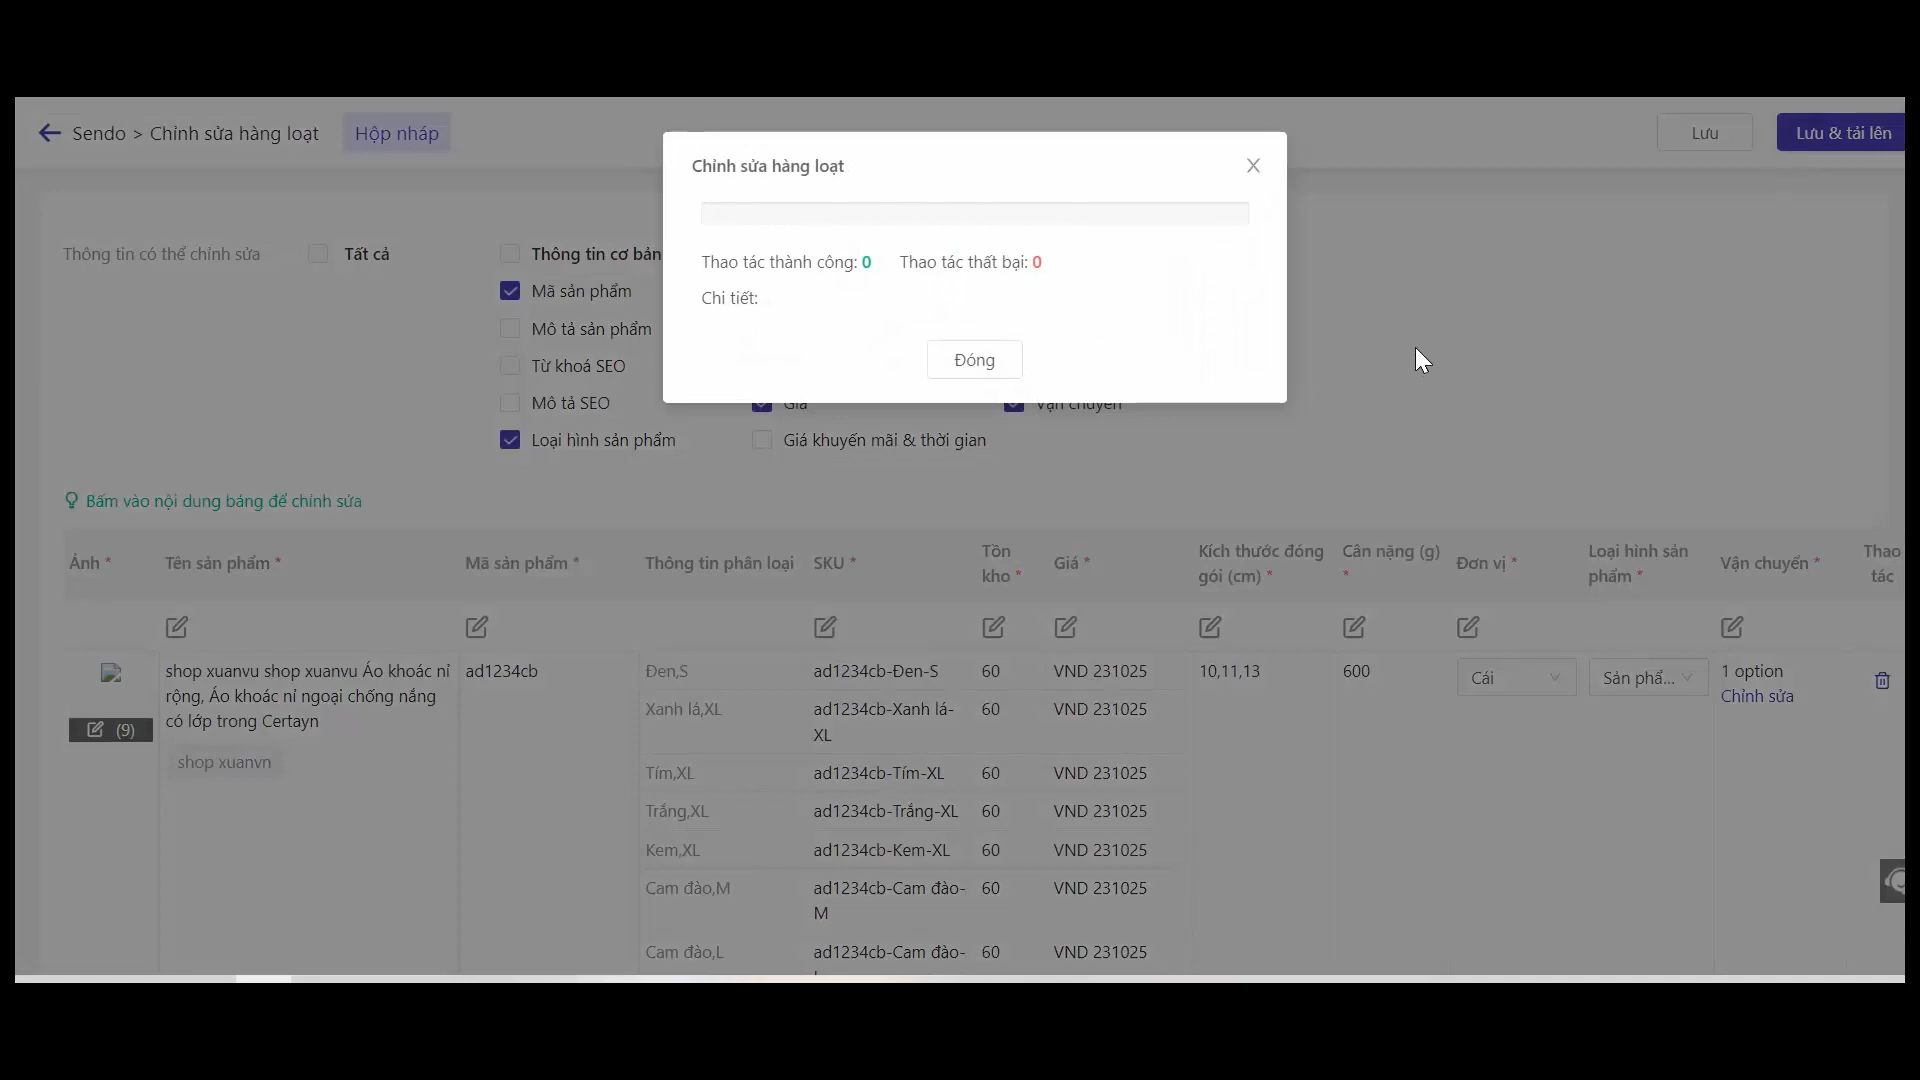 Sendo > Chỉnh sửa hàng loạt
Hộp nháp
Lưu
Lưu & tải lên
Chỉnh sửa hàng loạt
Thao tác thành công: 0 Thao tác thất bại: 0
Chi tiết:
Đóng
Thông tin có thể chỉnh sửa
Tất cả
Thông tin cơ bản
Mã sản phẩm
Mô tả sản phẩm
Từ khoá SEO
Mô tả SEO
Giá
Vận chuyển
Loại hình sản phẩm
Giá khuyến mãi & thời gian
Bấm vào nội dung bảng để chỉnh sửa
Ảnh *
Tên sản phẩm *
Mã sản phẩm *
Thông tin phân loại
SKU *
Tồn
kho *
Giá *
Kích thước đóng
gói (cm) *
Cân nặng (g)
*
Đơn vị *
Loại hình sản
phẩm *
Vận chuyển *
Thao
tác
(9)
shop xuanvu shop xuanvu Áo khoác nỉ
rộng, Áo khoác nỉ ngoại chống nắng
có lớp trong Certayn
shop xuanvn
ad1234cb
Đen,S
ad1234cb-Đen-S
60
VND 231025
10,11,13
600
Cái
Sản phẩ...
1 option
Chỉnh sửa
Xanh lá,XL
ad1234cb-Xanh lá-
XL
60
VND 231025
Tím,XL
ad1234cb-Tím-XL
60
VND 231025
Trắng,XL
ad1234cb-Trắng-XL
60
VND 231025
Kem,XL
ad1234cb-Kem-XL
60
VND 231025
Cam đào,M
ad1234cb-Cam đào-
M
60
VND 231025
Cam đào,L
ad1234cb-Cam đào-
60
VND 231025